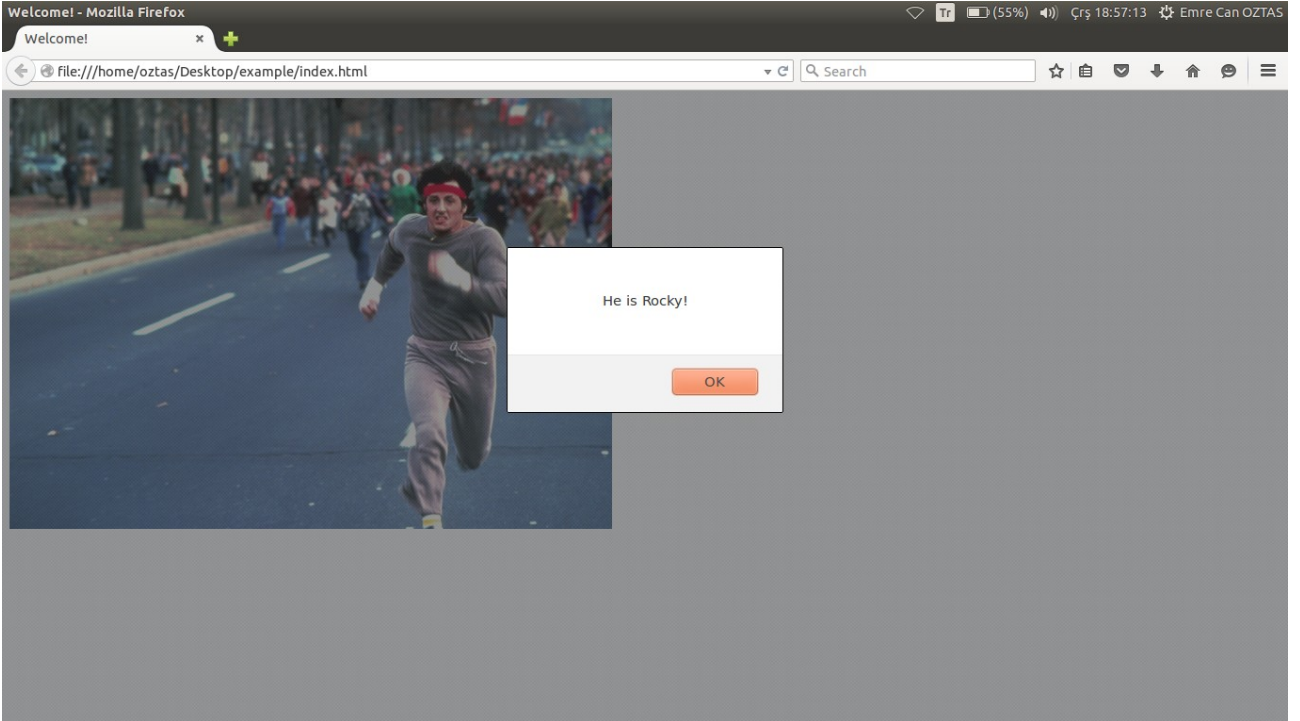 Welcome! - Mozilla Firefox
Tr (55%) Çrş 18:57:13 Emre Can OZTAS
Welcome!
file:///home/oztas/Desktop/example/index.html
Search
He is Rocky!
OK